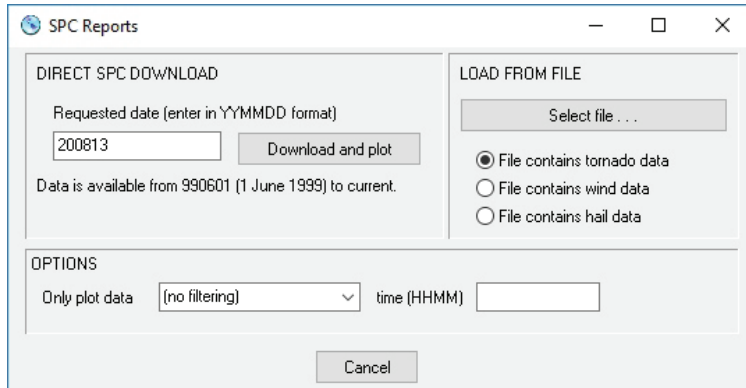 SPC Reports
DIRECT SPC DOWNLOAD
Requested date (enter in YYMMDD format)
200813
Download and plot
Data is available from 990601 (1 June 1999) to current.
LOAD FROM FILE
Select file . . .
File contains tornado data
File contains wind data
File contains hail data
OPTIONS
Only plot data (no filtering) time (HHMM)
Cancel